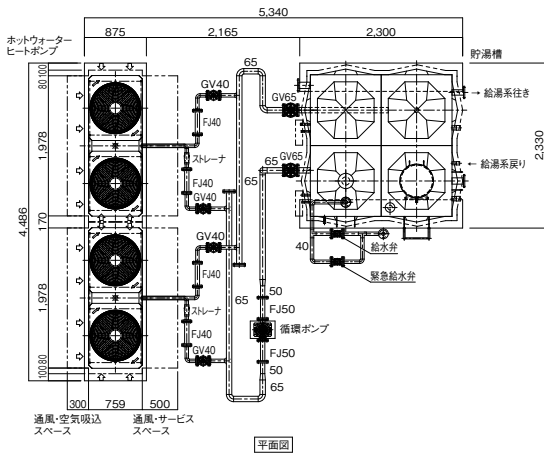 5,340
875
2,165
2,300
ホットウォーター
ヒートポンプ
貯湯槽
65
GV40
GV65
給湯系往き
FJ40
ストレーナ
FJ40
GV40
65
GV65
65
給湯系戻り
2,330
80
100
1,978
170
4,486
1,978
100
80
GV40
FJ40
65
40
給水弁
緊急給水弁
50
ストレーナ
FJ50
循環ポンプ
FJ40
FJ50
GV40
50
65
300
759
500
通風・空気吸込
スペース
通風・サービス
スペース
平面図